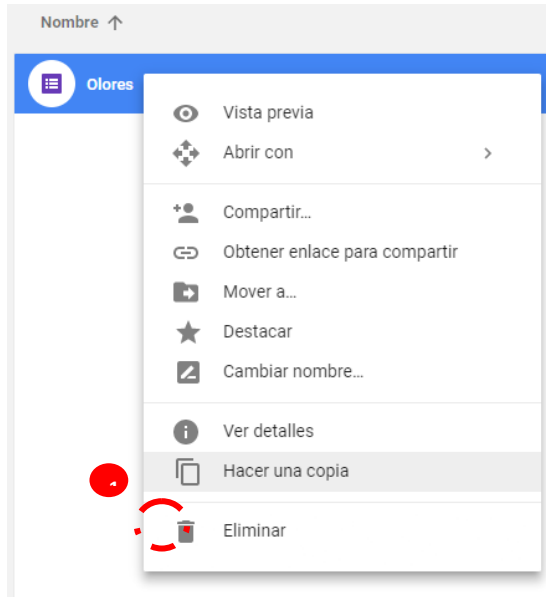 Nombre
Olores
Vista previa
Abrir con
Compartir...
Obtener enlace para compartir
Mover a...
Destacar
Cambiar nombre...
Ver detalles
Hacer una copia
Eliminar